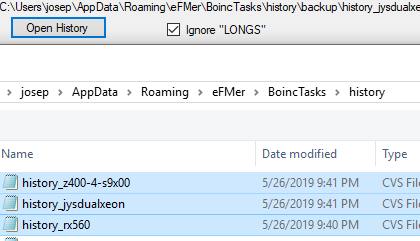 C:\Users\josep\AppData\Roaming\eFMer\BoincTasks\history\backup\history_jysdualxeon
Open History
Ignore "LONGS"
josep > AppData > Roaming > eFMer > BoincTasks > history
Name Date modified Type
history_z400-4-s9x00 5/26/2019 9:41 PM CVS File
history_jysdualxeon 5/26/2019 9:41 PM CVS File
history_rx560 5/26/2019 9:40 PM CVS File